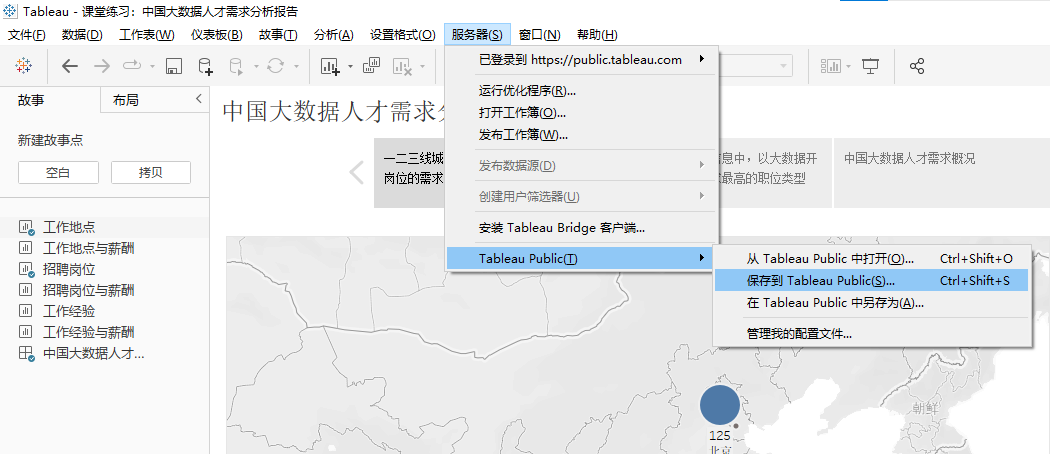 Tableau - 课堂练习：中国大数据人才需求分析报告
文件(F) 数据(D) 工作表(W) 仪表板(B) 故事(T) 分析(A) 设置格式(O) 服务器(S) 窗口(N) 帮助(H)
故事 布局
新建故事点
空白 拷贝
工作地点
工作地点与薪酬
招聘岗位
招聘岗位与薪酬
工作经验
工作经验与薪酬
中国大数据人才...
中国大数据人才需求
一二三线城
岗位的需求
息中，以大数据开
最高的职位类型
中国大数据人才需求概况
已登录到 https://public.tableau.com
运行优化程序(R)...
打开工作簿(O)...
发布工作簿(W)...
发布数据源(D)
创建用户筛选器(U)
安装 Tableau Bridge 客户端...
Tableau Public(T)
从 Tableau Public 中打开(O)... Ctrl+Shift+O
保存到 Tableau Public(S)... Ctrl+Shift+S
在 Tableau Public 中另存为(A)...
管理我的配置文件...
朝鲜
125
北京